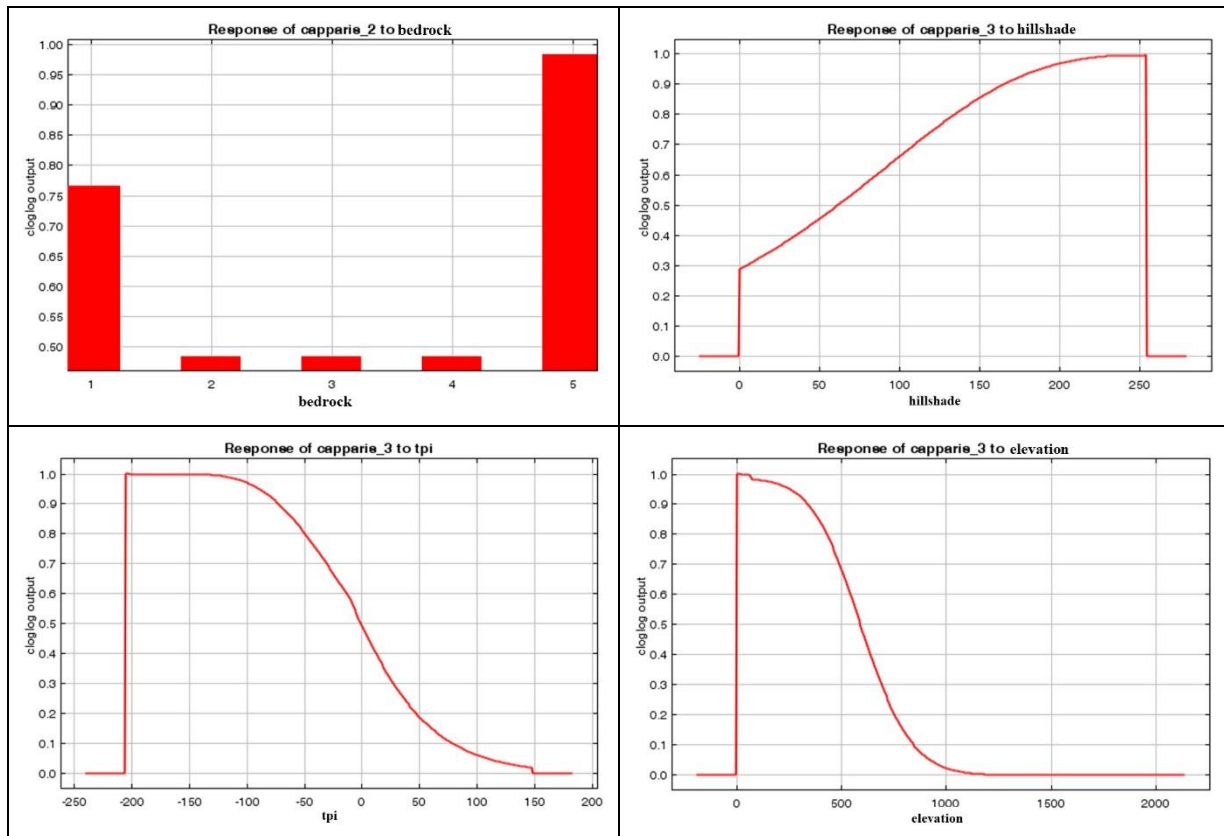 Response of capparis_2 to bedrock
cloglog output
1.00
0.95
0.90
0.85
0.80
0.75
0.70
0.65
0.60
0.55
0.50
1 2 3 4 5
bedrock
Response of capparis_3 to hillshade
cloglog output
1.0
0.9
0.8
0.7
0.6
0.5
0.4
0.3
0.2
0.1
0.0
0 50 100 150 200 250
hillshade
Response of capparis_3 to tpi
cloglog output
1.0
0.9
0.8
0.7
0.6
0.5
0.4
0.3
0.2
0.1
0.0
-250 -200 -150 -100 -50 0 50 100 150 200
tpi
Response of capparis_3 to elevation
cloglog output
1.0
0.9
0.8
0.7
0.6
0.5
0.4
0.3
0.2
0.1
0.0
0 500 1000 1500 2000
elevation